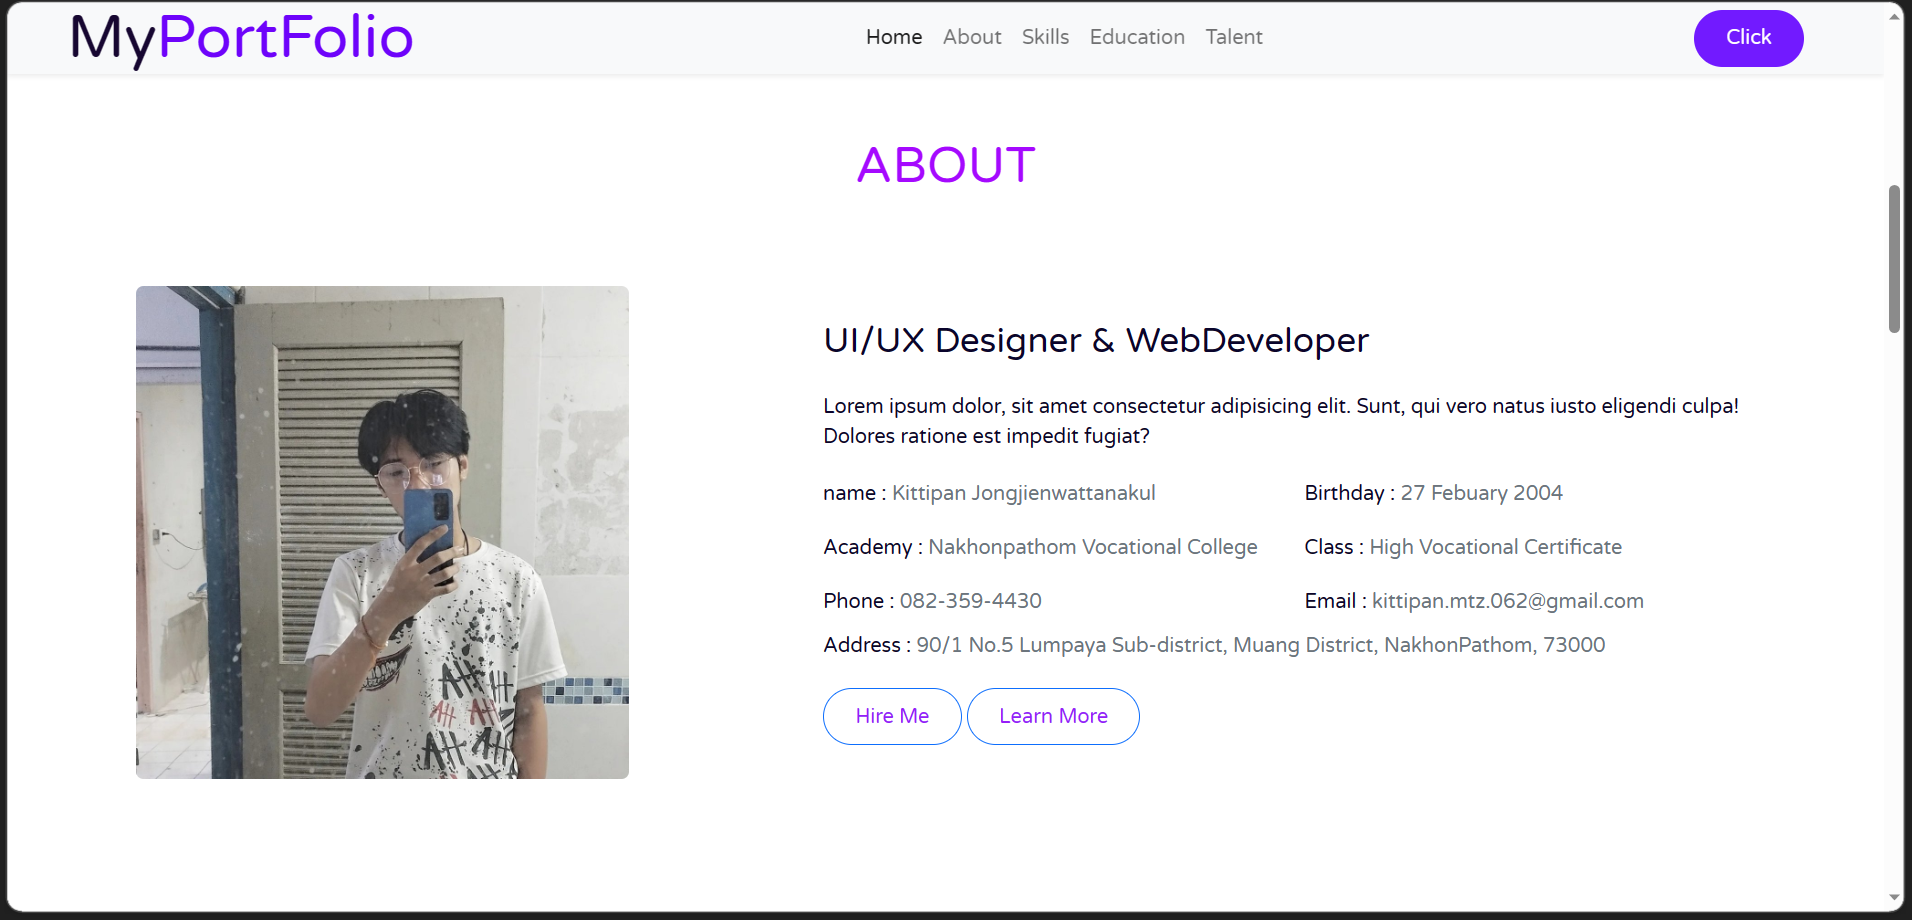 MyPortFolio
Home About Skills Education Talent
Click
ABOUT
UI/UX Designer & WebDeveloper
Lorem ipsum dolor, sit amet consectetur adipisicing elit. Sunt, qui vero natus iusto eligendi culpa!
Dolores ratione est impedit fugiat?
name : Kittipan Jongjienwattanakul
Birthday : 27 Febuary 2004
Academy : Nakhonpathom Vocational College
Class : High Vocational Certificate
Phone : 082-359-4430
Email : kittipan.mtz.062@gmail.com
Address : 90/1 No.5 Lumpaya Sub-district, Muang District, NakhonPathom, 73000
Hire Me
Learn More